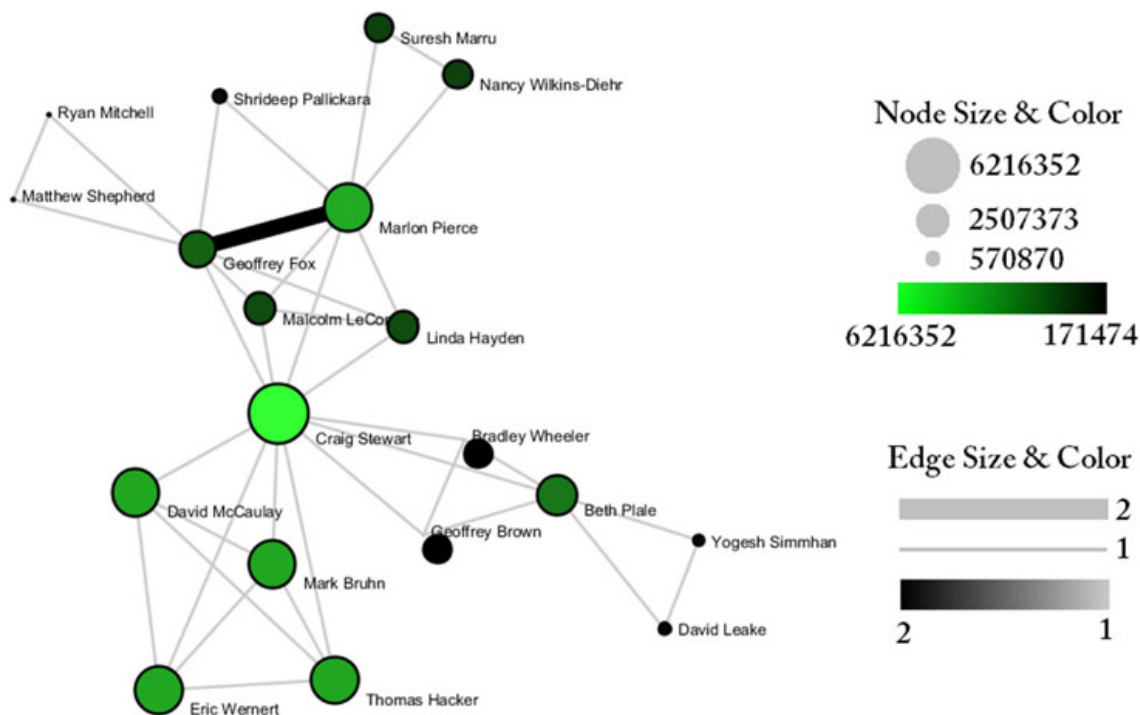 Suresh Marru
Nancy Wilkins-Diehr
Shrideep Pallickara
Ryan Mitchell
Matthew Shepherd
Marlon Pierce
Geoffrey Fox
Malcolm LeCon
Linda Hayden
Craig Stewart
Bradley Wheeler
David McCaulay
Beth Plale
Geoffrey Brown
Yogesh Simmhan
Mark Bruhn
David Leake
Thomas Hacker
Eric Wernert
Node Size & Color
6216352
2507373
570870
6216352 171474
Edge Size & Color
2
1
2 1